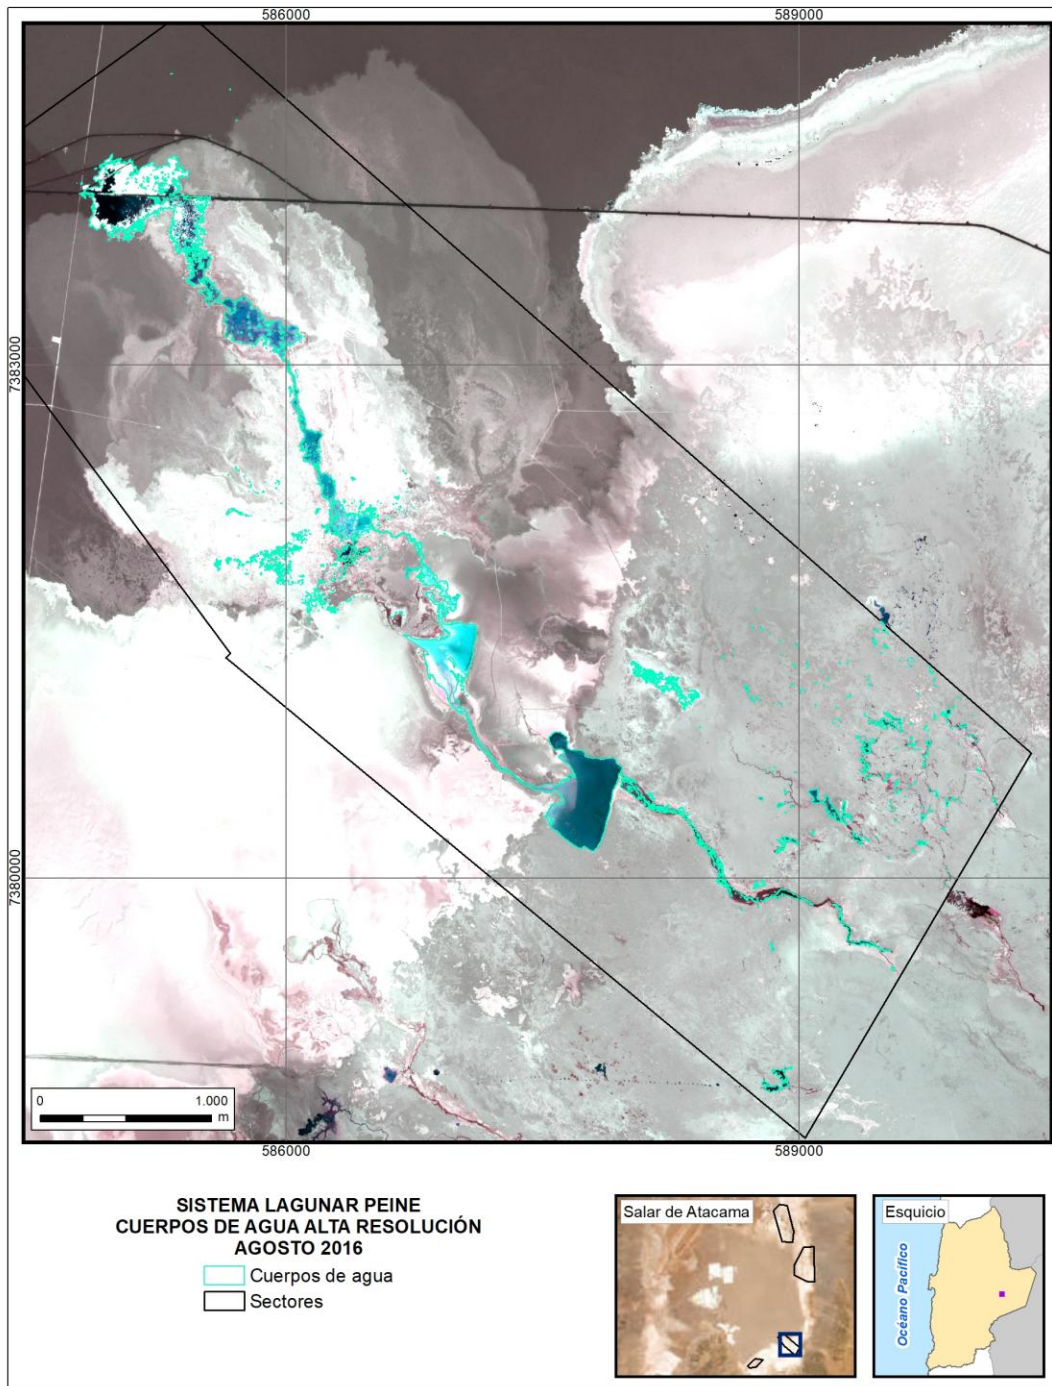 586000
589000
7383000
7380000
0
1.000
m
586000
589000
SISTEMA LAGUNAR PEINE
CUERPOS DE AGUA ALTA RESOLUCIÓN
AGOSTO 2016
Cuerpos de agua
Sectores
Salar de Atacama
Esquicio
Océano Pacífico